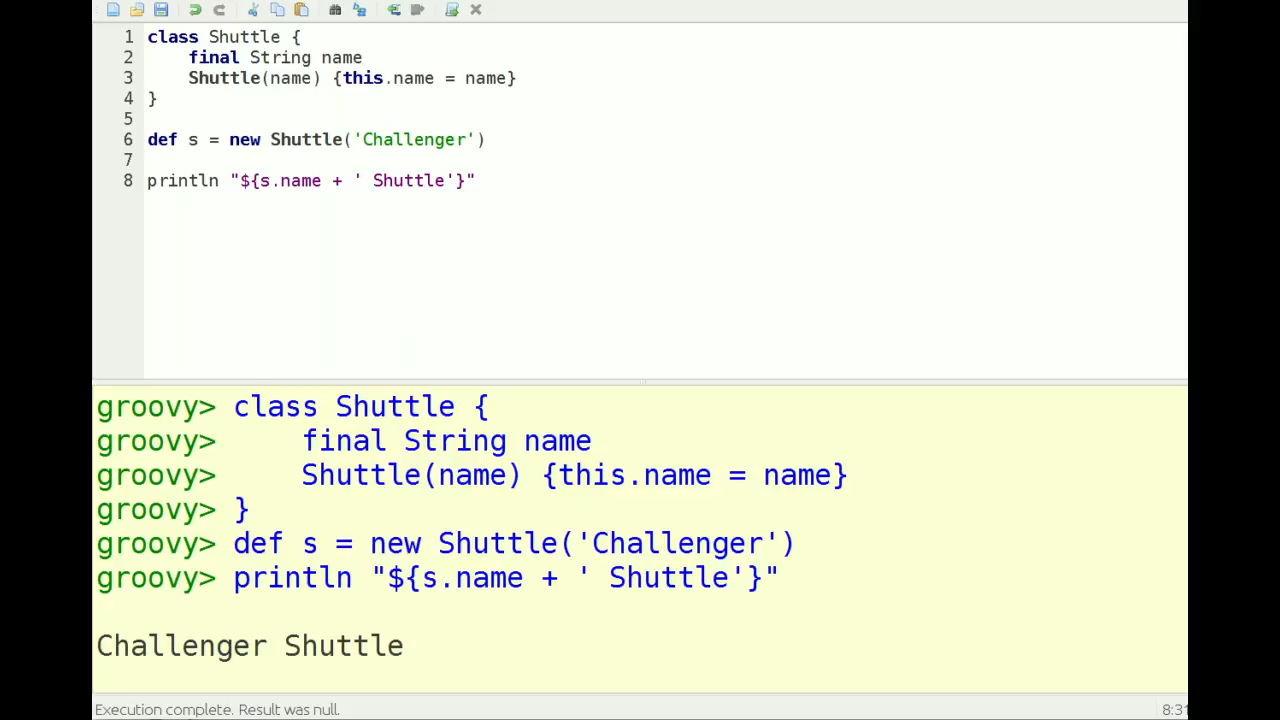 1 class Shuttle {
2     final String name
3     Shuttle(name) {this.name = name}
4 }
5
6 def s = new Shuttle('Challenger')
7
8 println "${s.name + ' Shuttle'}"
groovy> class Shuttle {
groovy>     final String name
groovy>     Shuttle(name) {this.name = name}
groovy> }
groovy> def s = new Shuttle('Challenger')
groovy> println "${s.name + ' Shuttle'}"
Challenger Shuttle
Execution complete. Result was null. 8:31